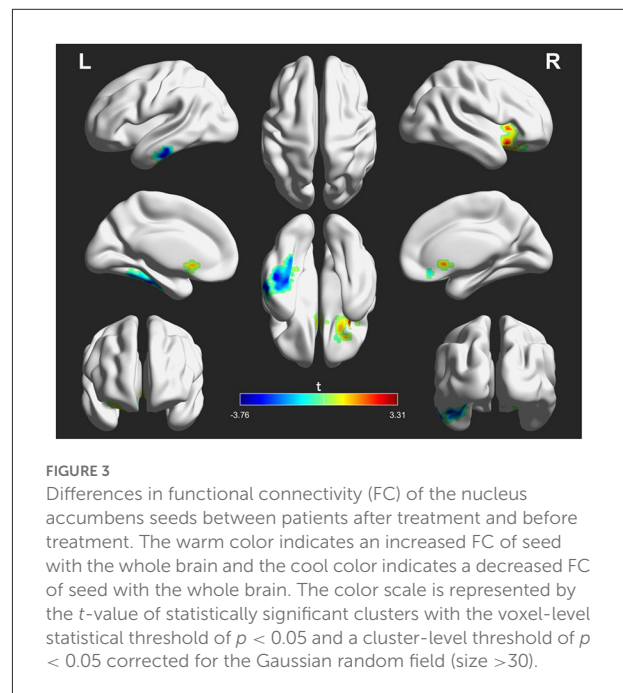 L
R
t
-3.76
3.31
FIGURE 3
Differences in functional connectivity (FC) of the nucleus
accumbens seeds between patients after treatment and before
treatment. The warm color indicates an increased FC of seed
with the whole brain and the cool color indicates a decreased FC
of seed with the whole brain. The color scale is represented by
the t-value of statistically significant clusters with the voxel-level
statistical threshold of p < 0.05 and a cluster-level threshold of p
< 0.05 corrected for the Gaussian random field (size >30).